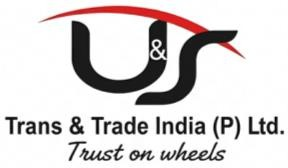 U&S
Trans & Trade India (P) Ltd.
Trust on wheels